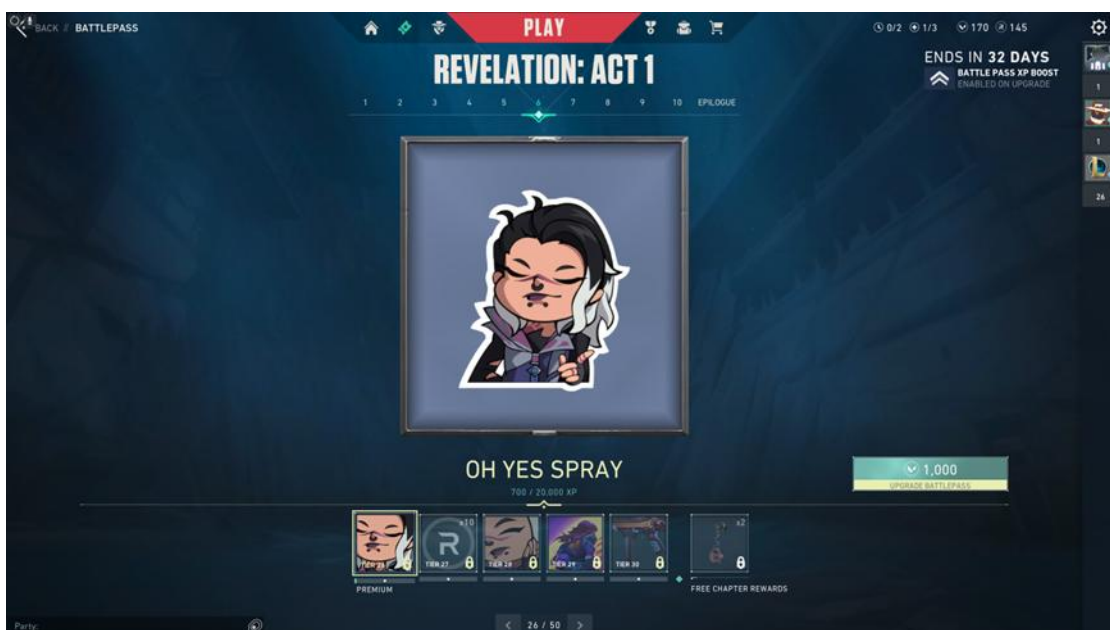 BACK // BATTLEPASS
PLAY
0/2 1/3 170 145
REVELATION: ACT 1
1 2 3 4 5 6 7 8 9 10 EPILOGUE
ENDS IN 32 DAYS
BATTLE PASS XP BOOST
ENABLED ON UPGRADE
1
1
26
OH YES SPRAY
700 / 20,000 XP
1,000
UPGRADE BATTLEPASS
x10
x2
R
TIER 26 TIER 27 TIER 28 TIER 29 TIER 30
PREMIUM
FREE CHAPTER REWARDS
Party:
< 26 / 50 >